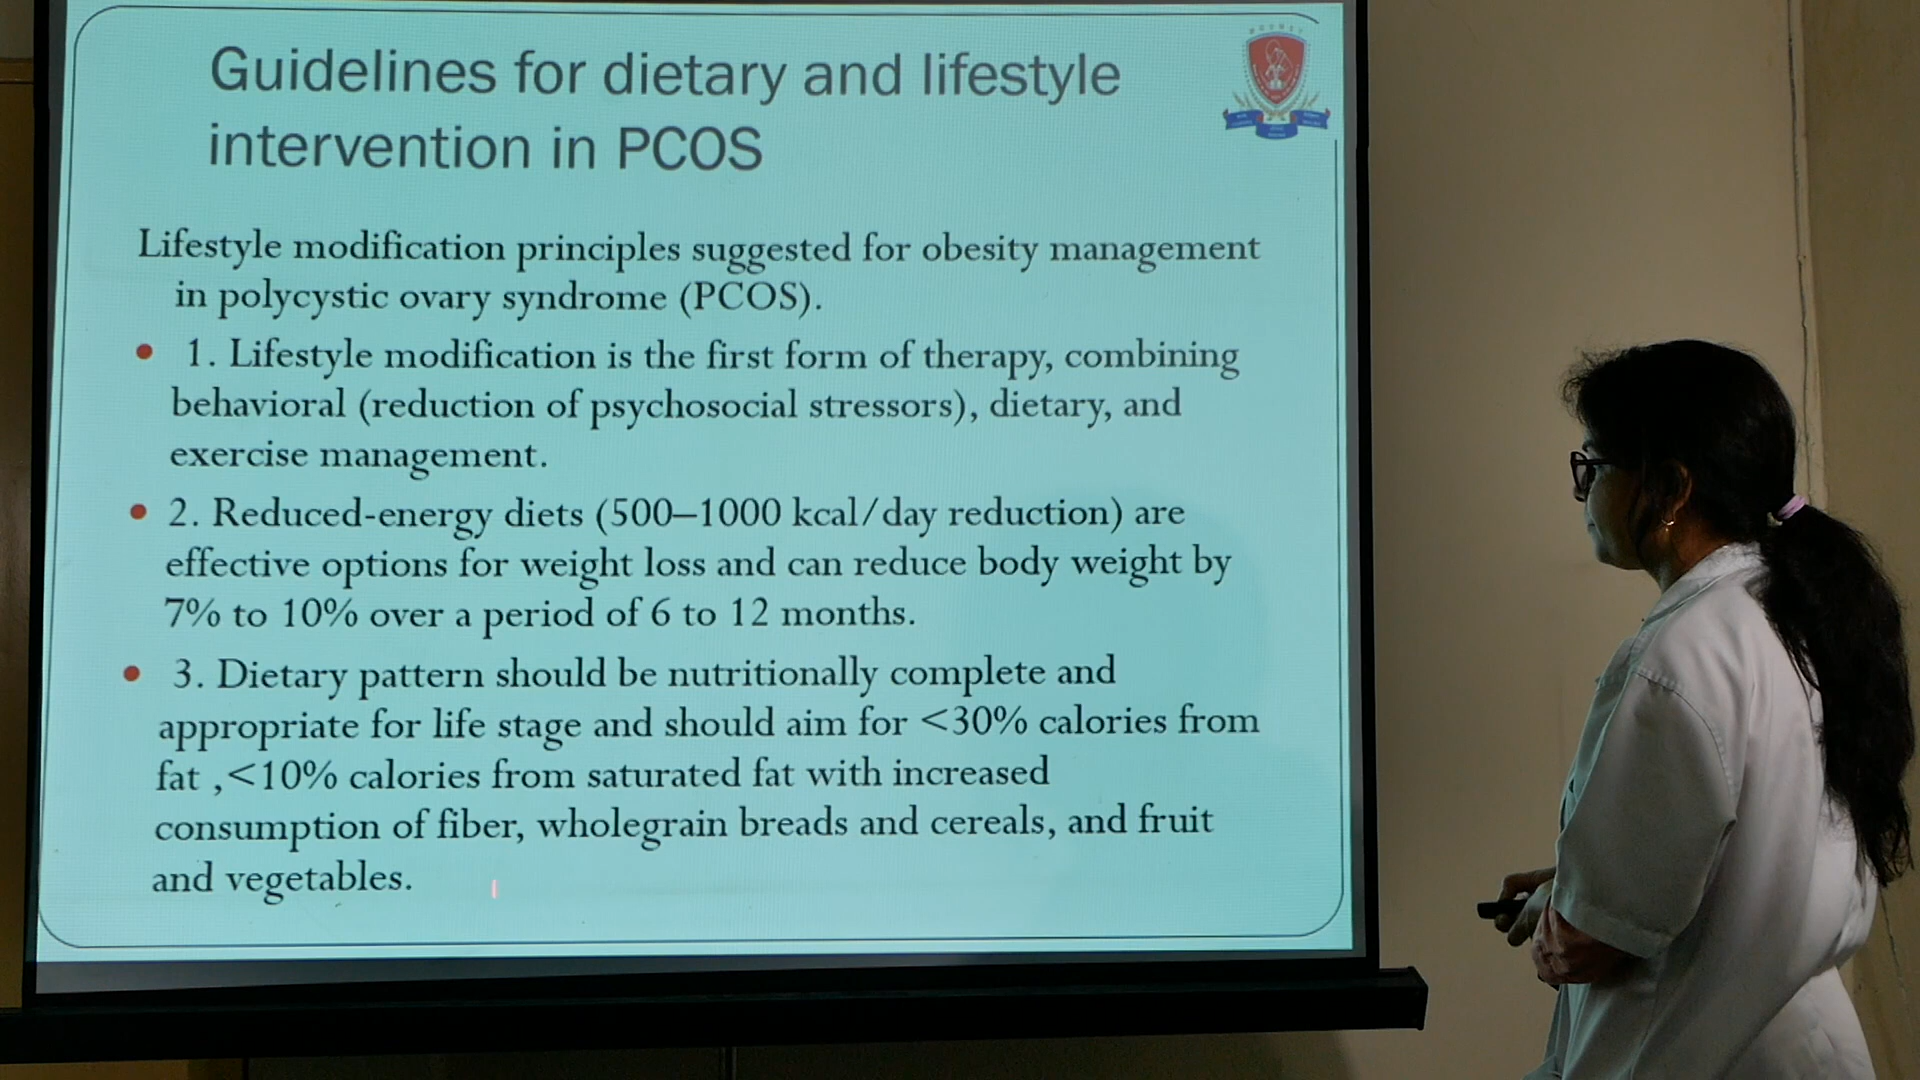 Guidelines for dietary and lifestyle
intervention in PCOS
Lifestyle modification principles suggested for obesity management
in polycystic ovary syndrome (PCOS).
• 1. Lifestyle modification is the first form of therapy, combining
behavioral (reduction of psychosocial stressors), dietary, and
exercise management.
• 2. Reduced-energy diets (500–1000 kcal/day reduction) are
effective options for weight loss and can reduce body weight by
7% to 10% over a period of 6 to 12 months.
• 3. Dietary pattern should be nutritionally complete and
appropriate for life stage and should aim for <30% calories from
fat ,<10% calories from saturated fat with increased
consumption of fiber, wholegrain breads and cereals, and fruit
and vegetables.